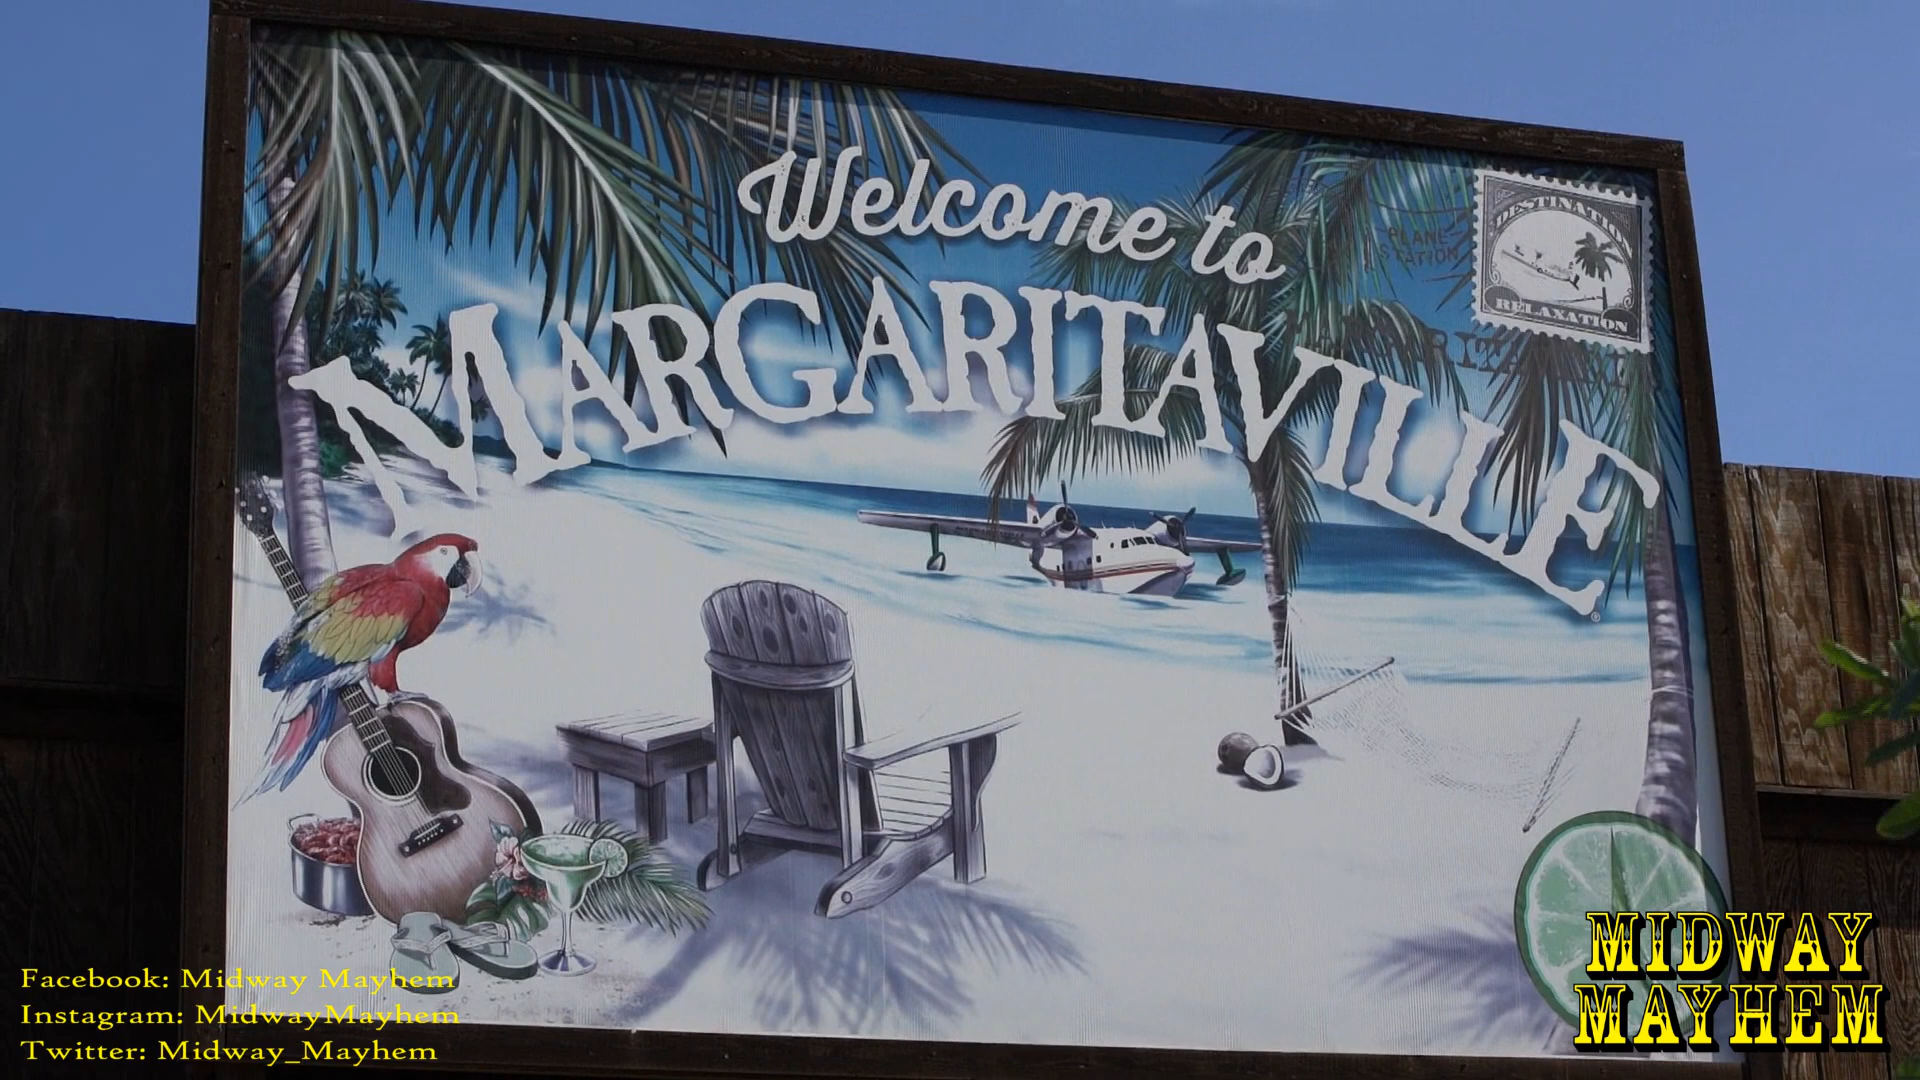 Welcome to
MARGARITAVILLE
DESTINATION
RELAXATION
PLANE-
STATION
Facebook: Midway Mayhem
Instagram: MidwayMayhem
Twitter: Midway_Mayhem
MIDWAY
MAYHEM